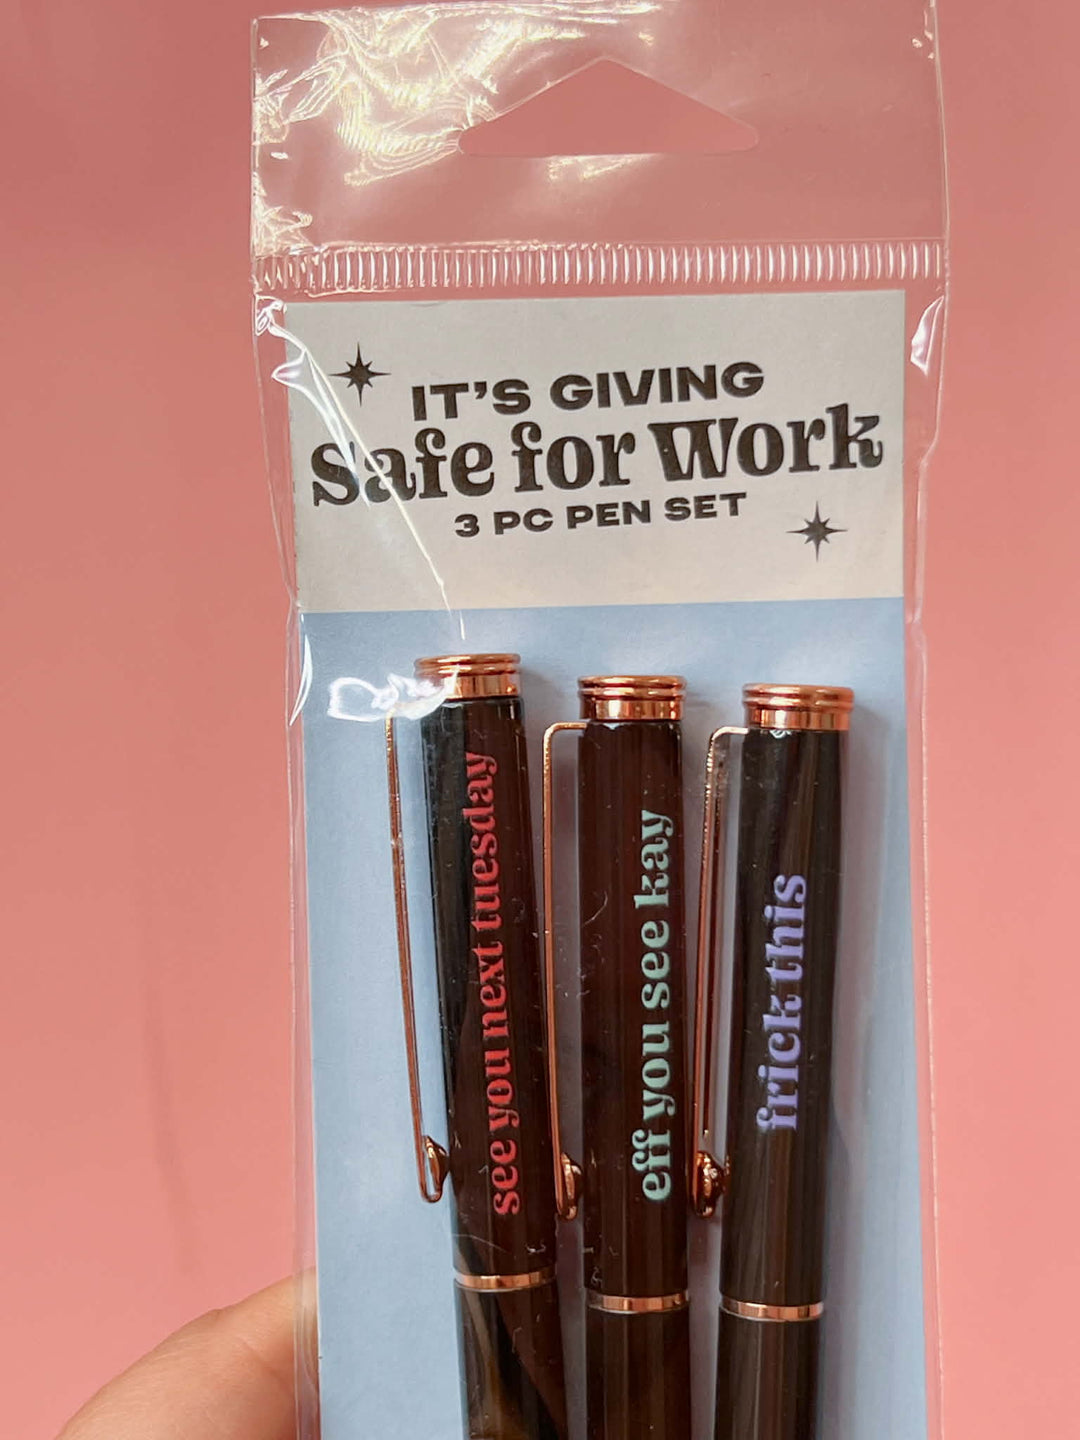 IT'S GIVING
Safe for Work
3 PC PEN SET
see you next tuesday
eff you see kay
frick this